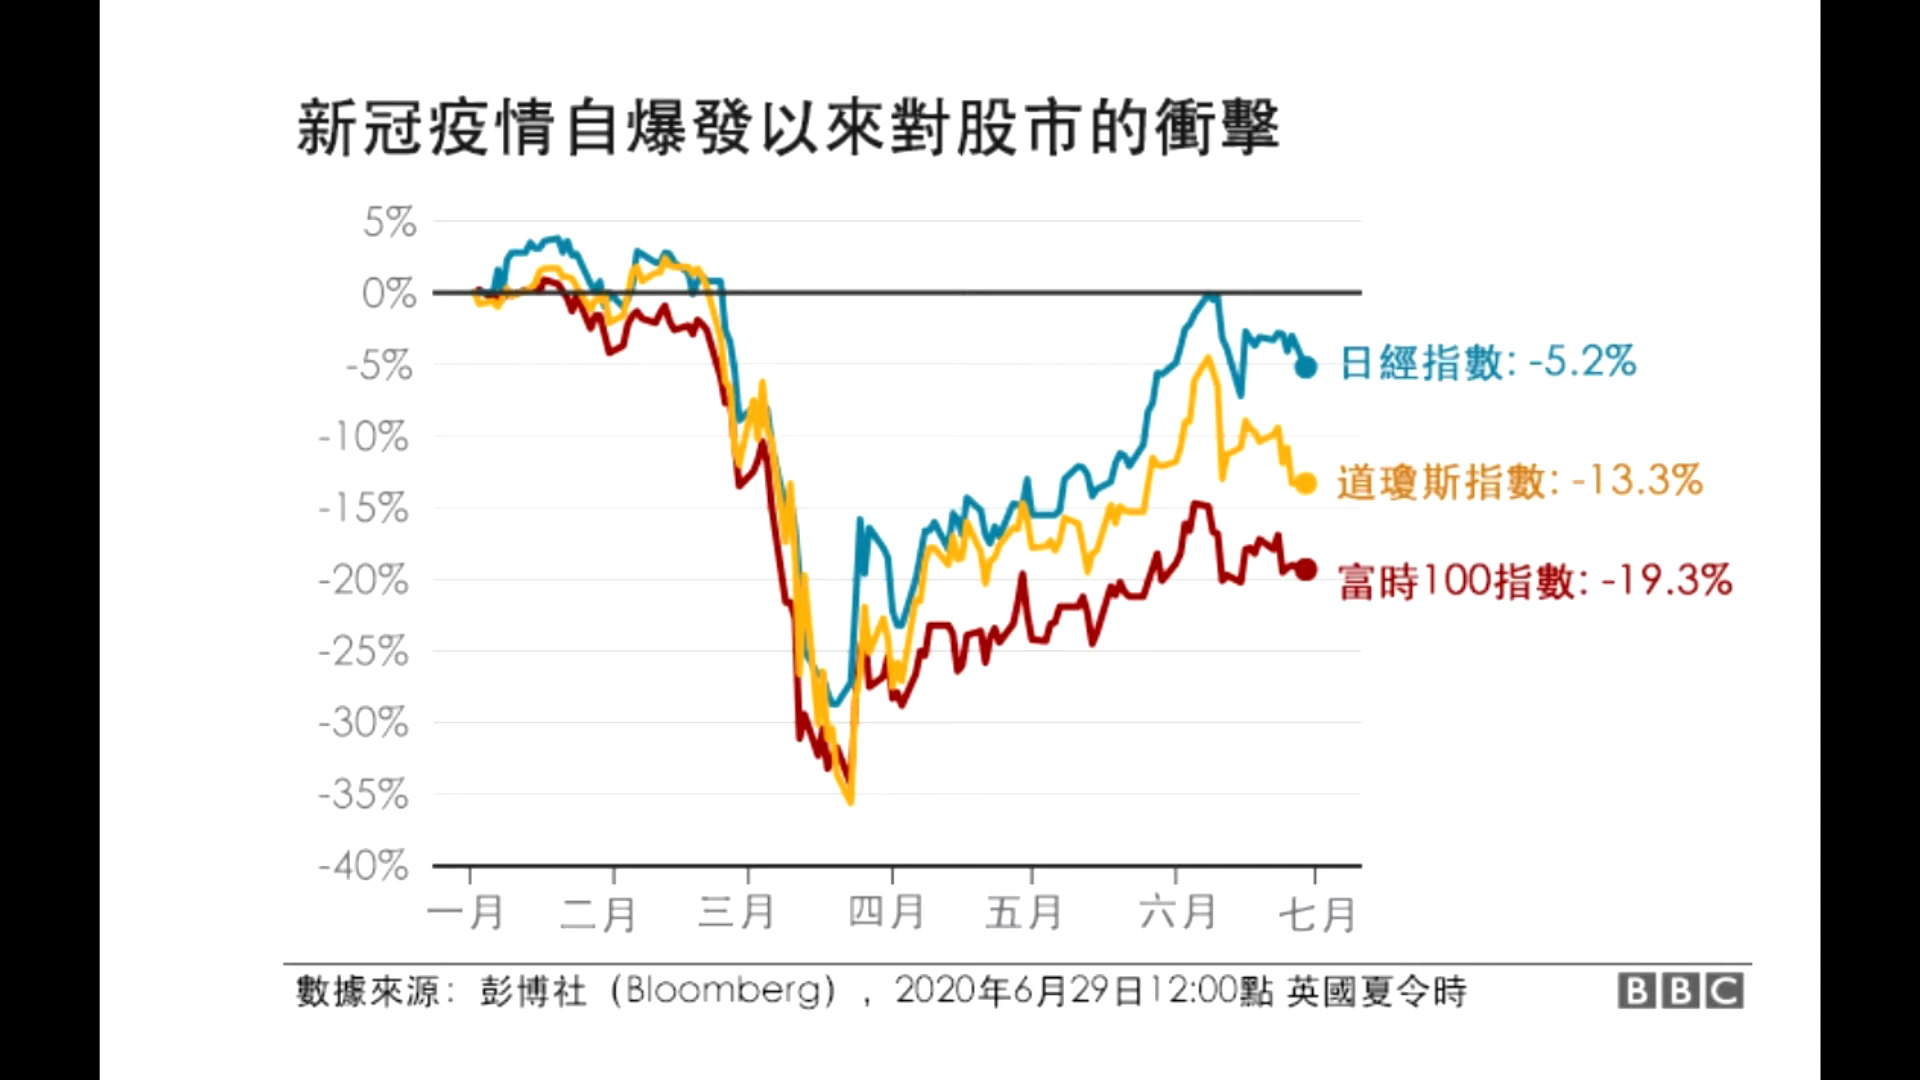 新冠疫情自爆發以來對股市的衝擊
5%
0%
-5%
-10%
-15%
-20%
-25%
-30%
-35%
-40%
日經指數: -5.2%
道瓊斯指數: -13.3%
富時100指數: -19.3%
一月 二月 三月 四月 五月 六月 七月
數據來源: 彭博社 (Bloomberg) , 2020年6月29日12:00點 英國夏令時
BBC